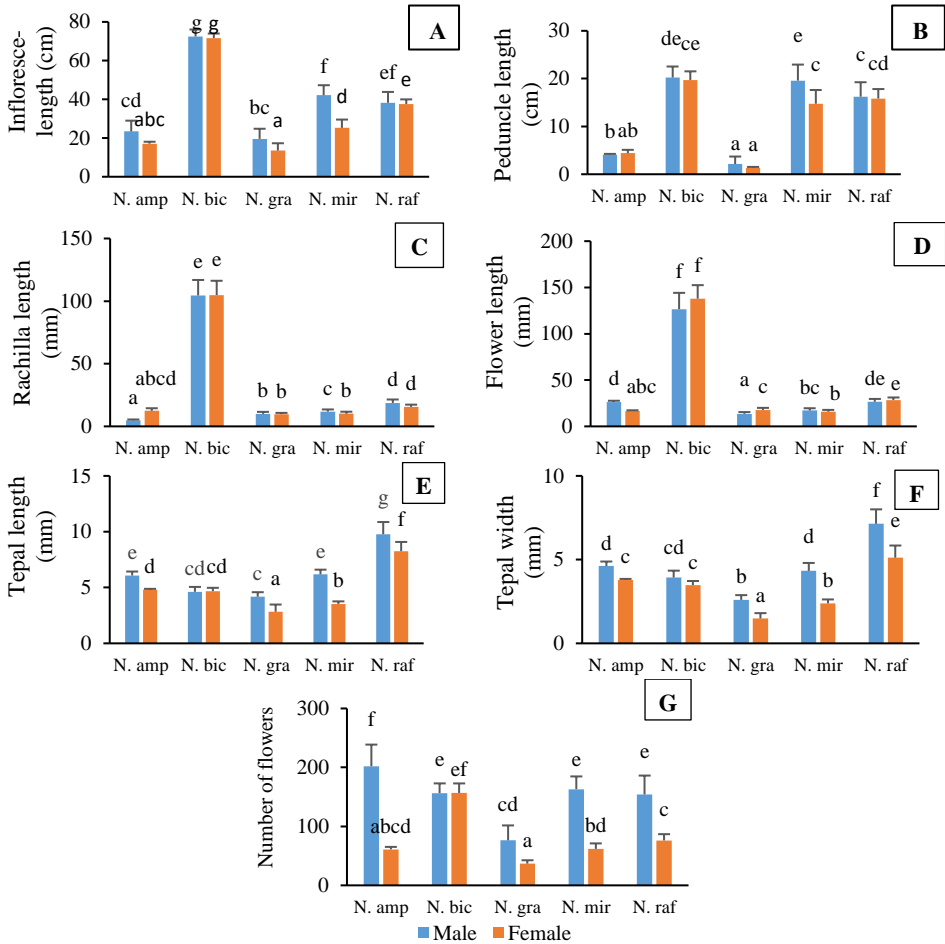 A
Infloresce-
length (cm)
80
60
40
20
0
cd
abc
g
g
bc
a
f
d
ef
e
N. amp N. bic N. gra N. mir N. raf
B
Peduncle length
(cm)
30
20
10
0
b
ab
de
ce
a
a
e
c
c
cd
N. amp N. bic N. gra N. mir N. raf
C
Rachilla length
(mm)
150
100
50
0
a
abcd
e
e
b
b
c
b
d
d
N. amp N. bic N. gra N. mir N. raf
D
Flower length
(mm)
200
150
100
50
0
d
abc
f
f
a
c
bc
b
de
e
N. amp N. bic N. gra N. mir N. raf
E
Tepal length
(mm)
15
10
5
0
e
d
cd
cd
c
a
e
b
g
f
N. amp N. bic N. gra N. mir N. raf
F
Tepal width
(mm)
10
5
0
d
c
cd
c
b
a
d
b
f
e
N. amp N. bic N. gra N. mir N. raf
G
Number of flowers
300
200
100
0
f
abcd
e
ef
cd
a
e
bd
e
c
N. amp N. bic N. gra N. mir N. raf
Male Female